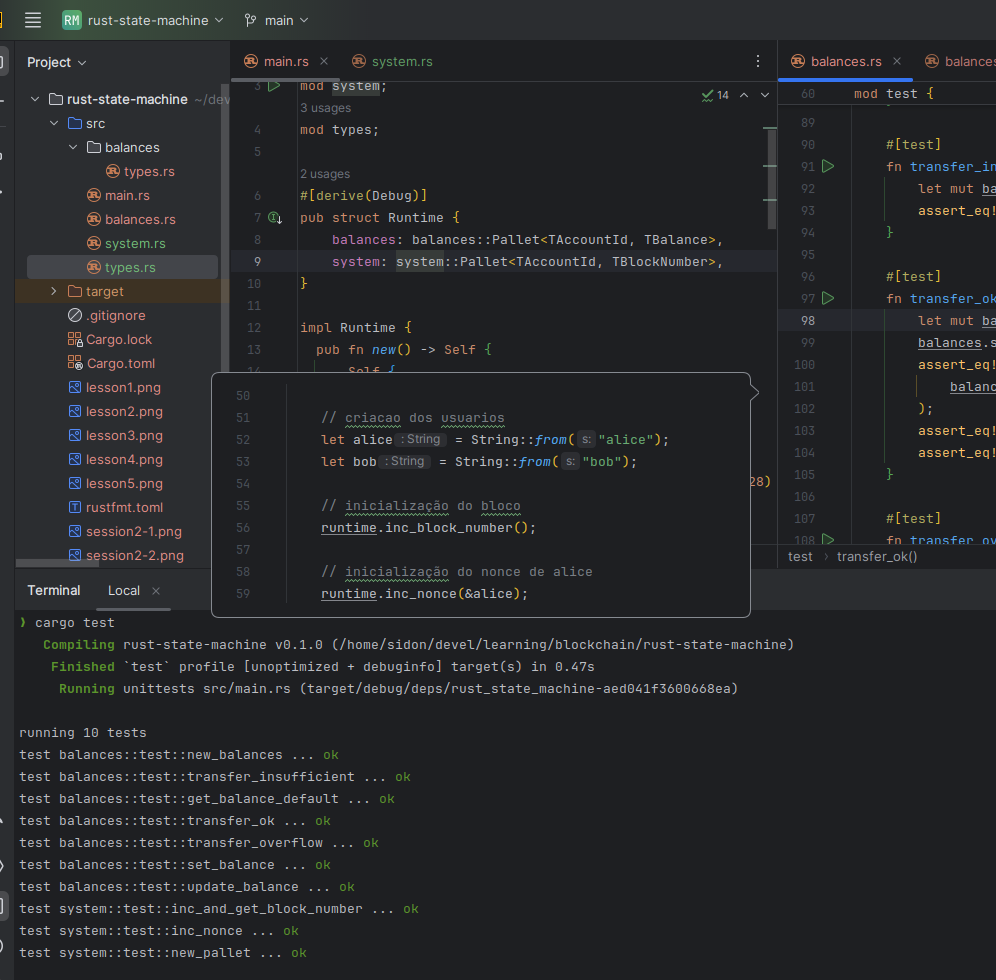 RM rust-state-machine main
Project
rust-state-machine ~/dev
src
balances
types.rs
main.rs
balances.rs
system.rs
types.rs
target
.gitignore
Cargo.lock
Cargo.toml
lesson1.png
lesson2.png
lesson3.png
lesson4.png
lesson5.png
rustfmt.toml
session2-1.png
session2-2.png
main.rs system.rs
14
3 mod system;
3 usages
4 mod types;
5
2 usages
6 #[derive(Debug)]
7 pub struct Runtime {
8 balances: balances::Pallet<TAccountId, TBalance>,
9 system: system::Pallet<TAccountId, TBlockNumber>,
10 }
11
12 impl Runtime {
13 pub fn new() -> Self {
14 Self {
50
51 // criacao dos usuarios
52 let alice : String = String::from( s: "alice");
53 let bob : String = String::from( s: "bob");
54
55 // inicialização do bloco
56 runtime.inc_block_number();
57
58 // inicialização do nonce de alice
59 runtime.inc_nonce(&alice);
28)
balances.rs balances
60 mod test {
89
90 #[test]
91 fn transfer_in
92 let mut ba
93 assert_eq!
94 }
95
96 #[test]
97 fn transfer_ok
98 let mut ba
99 balances.s
100 assert_eq!
101 balanc
102 );
103 assert_eq!
104 assert_eq!
105 }
106
107 #[test]
108 fn transfer_ov
test › transfer_ok()
Terminal Local
❯ cargo test
Compiling rust-state-machine v0.1.0 (/home/sidon/devel/learning/blockchain/rust-state-machine)
Finished `test` profile [unoptimized + debuginfo] target(s) in 0.47s
Running unittests src/main.rs (target/debug/deps/rust_state_machine-aed041f3600668ea)
running 10 tests
test balances::test::new_balances ... ok
test balances::test::transfer_insufficient ... ok
test balances::test::get_balance_default ... ok
test balances::test::transfer_ok ... ok
test balances::test::transfer_overflow ... ok
test balances::test::set_balance ... ok
test balances::test::update_balance ... ok
test system::test::inc_and_get_block_number ... ok
test system::test::inc_nonce ... ok
test system::test::new_pallet ... ok